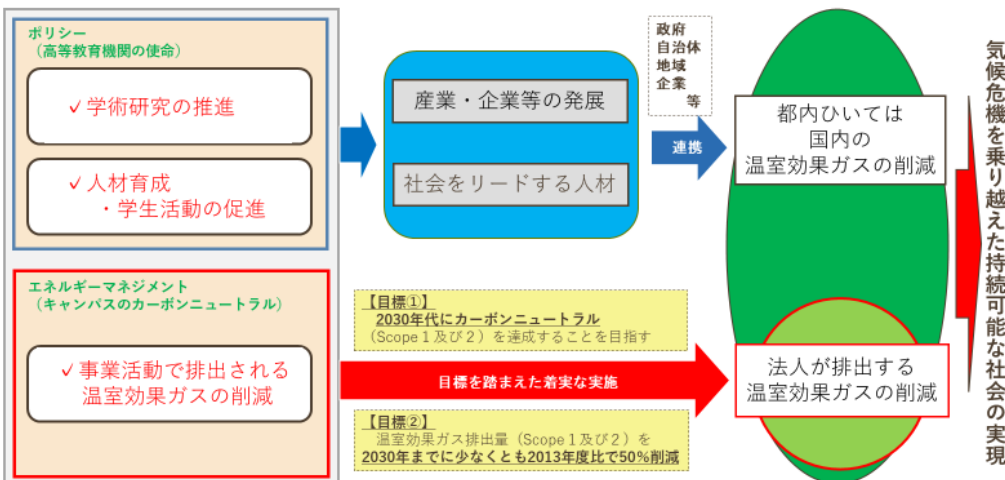 ポリシー
（高等教育機関の使命）
✓学術研究の推進
✓人材育成
・学生活動の促進
エネルギーマネジメント
（キャンパスのカーボンニュートラル）
✓事業活動で排出される
温室効果ガスの削減
産業・企業等の発展
社会をリードする人材
政府
自治体
地域
企業
等
連携
【目標①】
2030年代にカーボンニュートラル
（Scope１及び２）を達成することを目指す
目標を踏まえた着実な実施
【目標②】
温室効果ガス排出量（Scope１及び２）を
2030年までに少なくとも2013年度比で50%削減
都内ひいては
国内の
温室効果ガスの削減
法人が排出する
温室効果ガスの削減
気候危機を乗り越えた持続可能な社会の実現